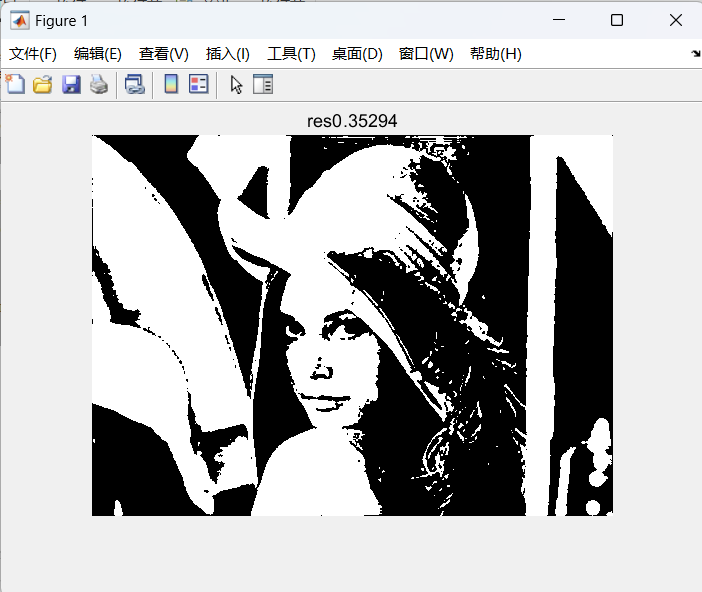 Figure 1
文件(F) 编辑(E) 查看(V) 插入(I) 工具(T) 桌面(D) 窗口(W) 帮助(H)
res0.35294